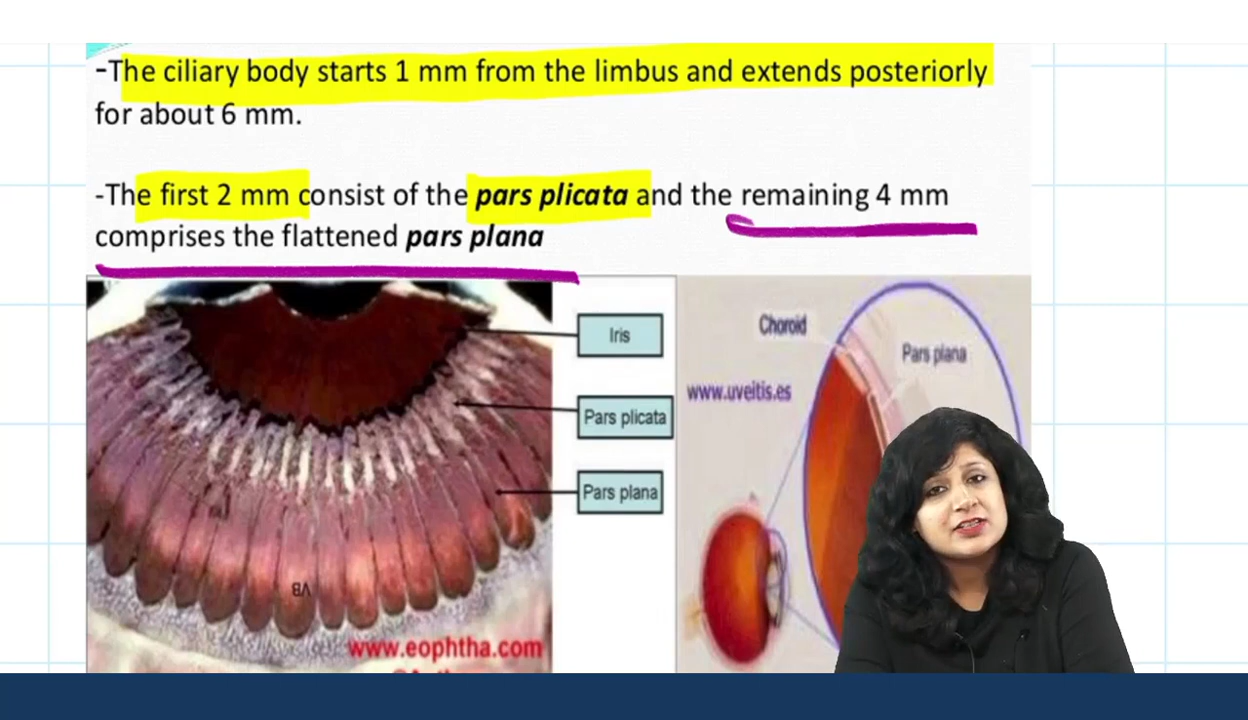 -The ciliary body starts 1 mm from the limbus and extends posteriorly
for about 6 mm.
-The first 2 mm consist of the pars plicata and the remaining 4 mm
comprises the flattened pars plana
Iris
Pars plicata
Pars plana
VB
www.eophtha.com
Choroid
Pars plana
www.uveitis.es